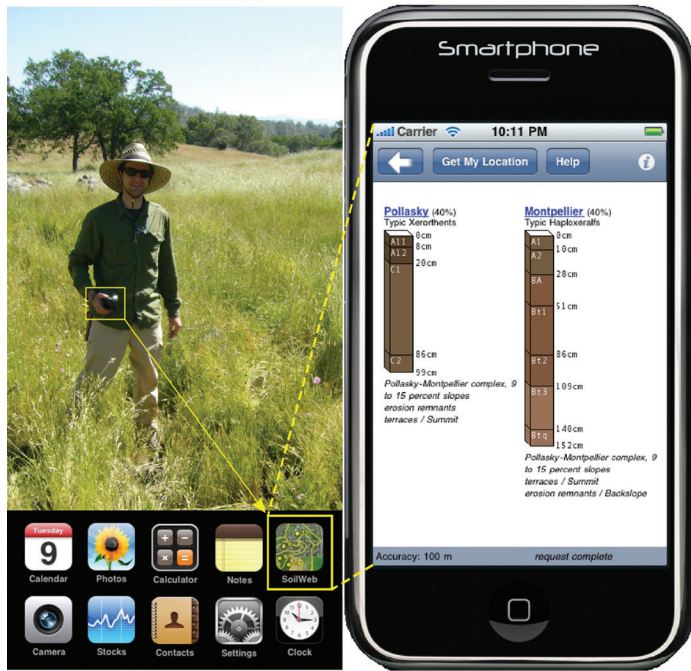 Tuesday
9
Calendar
Photos
Calculator
Notes
SoilWeb
Camera
Stocks
Contacts
Settings
Clock
Smartphone
Carrier
10:11 PM
Get My Location
Help
i
Pollasky (40%)
Typic Xerorthents
0cm
A11
8cm
A12
20cm
C1
86cm
C2
99cm
Pollasky-Montpellier complex, 9
to 15 percent slopes
erosion remnants
terraces / Summit
Montpellier (40%)
Typic Haploxeralfs
0cm
A1
10cm
A2
28cm
BA
51cm
Bt1
86cm
Bt2
109cm
Bt3
140cm
Btq
152cm
Pollasky-Montpellier complex, 9
to 15 percent slopes
terraces / Summit
erosion remnants / Backslope
Accuracy: 100 m
request complete